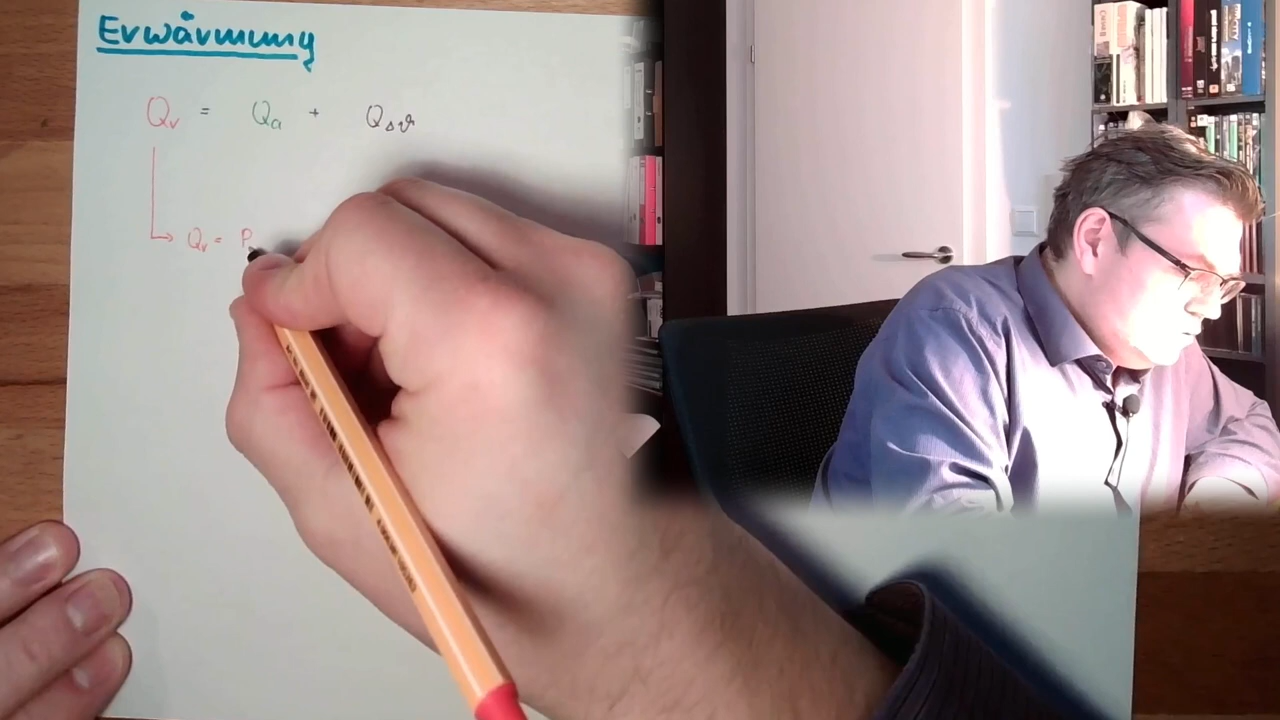 Erwärmung
Qv = Qa + QΔϑ
Qv = P